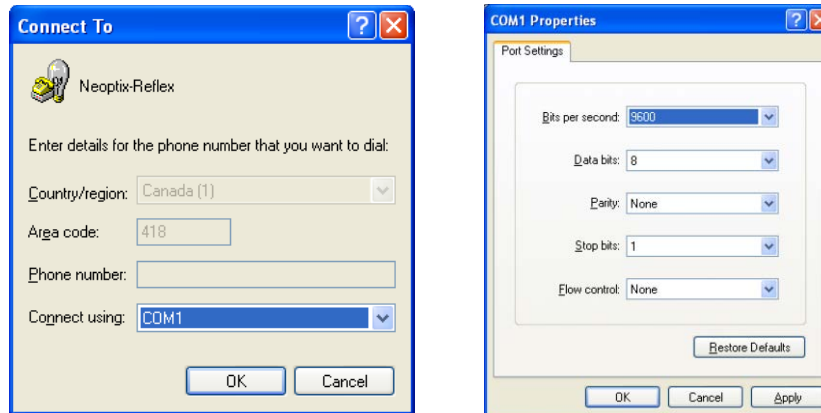 Connect To
Neoptix-Reflex
Enter details for the phone number that you want to dial:
Country/region: Canada (1)
Area code: 418
Phone number:
Connect using: COM1
OK Cancel
COM1 Properties
Port Settings
Bits per second: 9600
Data bits: 8
Parity: None
Stop bits: 1
Flow control: None
Restore Defaults
OK Cancel Apply